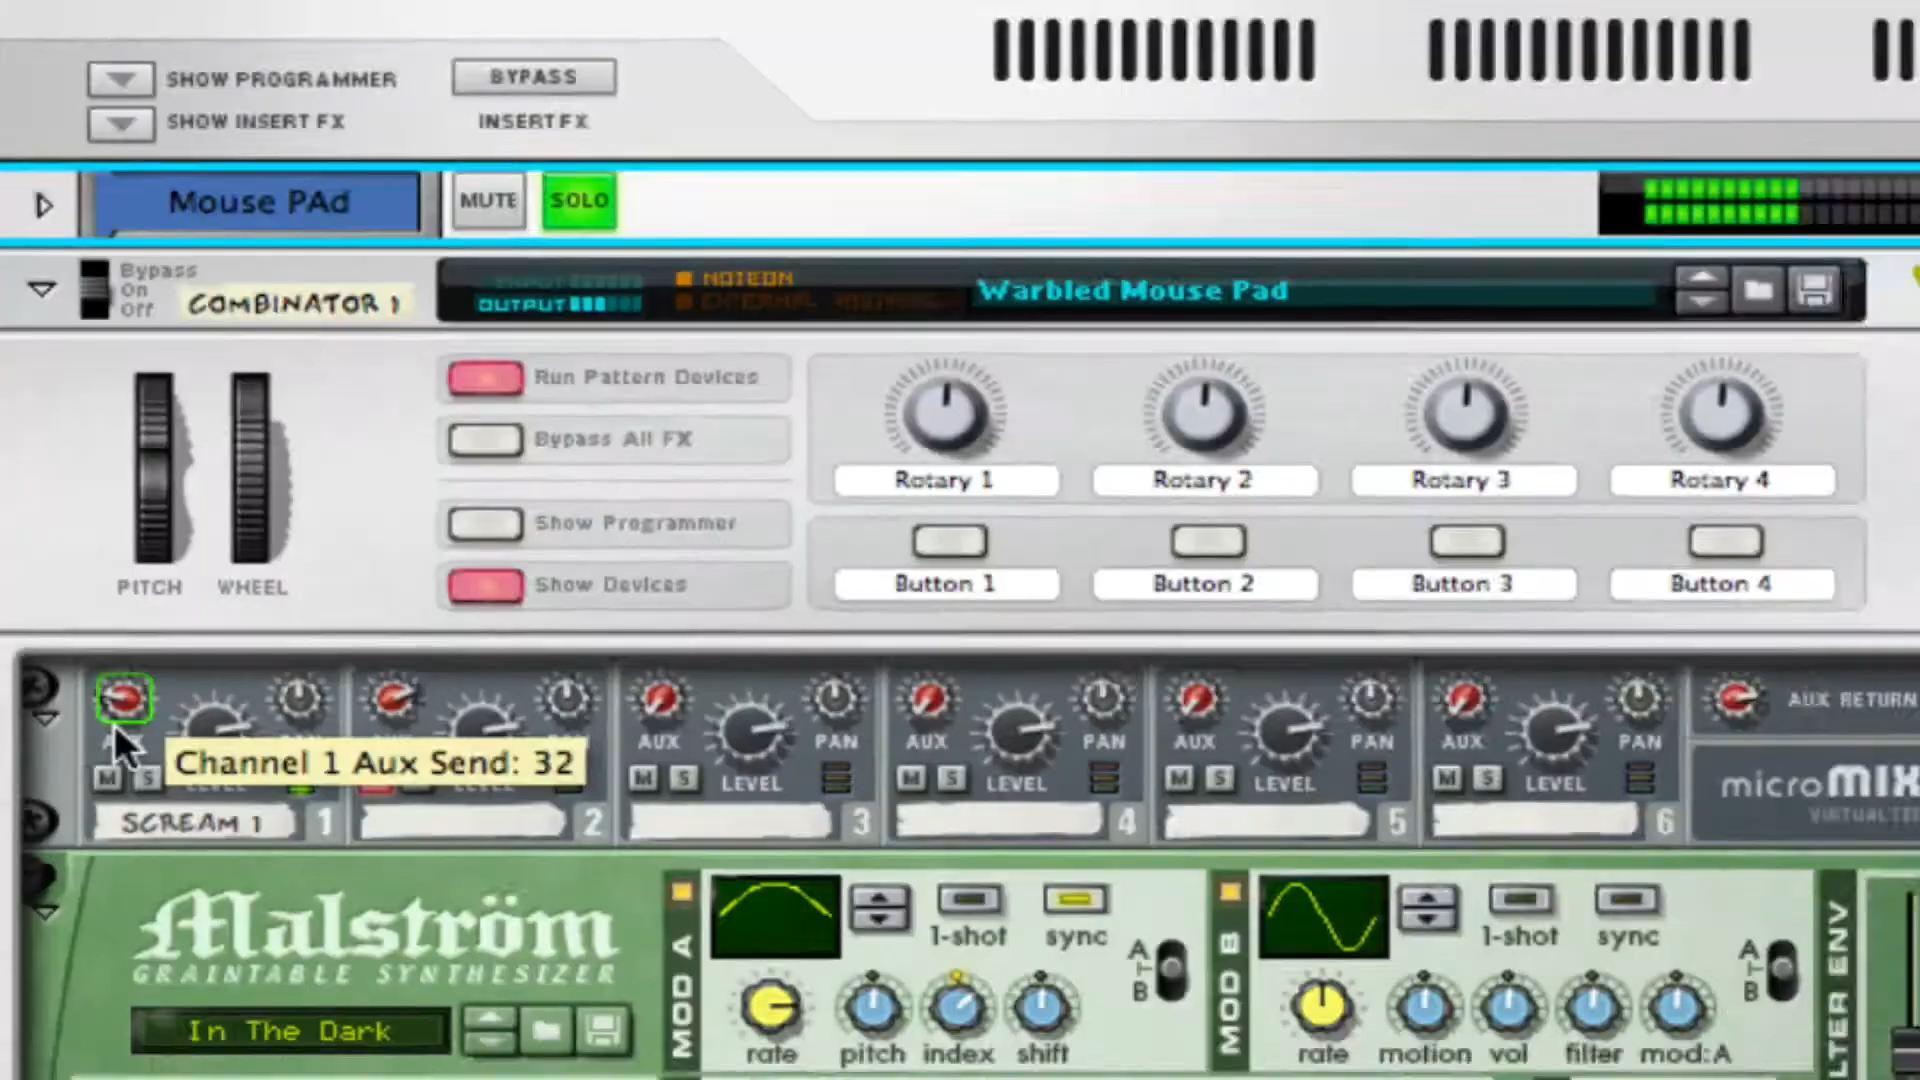 SHOW PROGRAMMER BYPASS
SHOW INSERT FX INSERT FX
Mouse PAd MUTE SOLO
Bypass
On
Off
COMBINATOR 1
NOTE ON
OUTPUT
Warbled Mouse Pad
Run Pattern Devices
Bypass All FX
Rotary 1 Rotary 2 Rotary 3 Rotary 4
Show Programmer
Show Devices
Button 1 Button 2 Button 3 Button 4
PITCH WHEEL
AUX RETURN
AUX PAN AUX PAN AUX PAN AUX PAN
Channel 1 Aux Send: 32
M S M S M S M S M S
LEVEL LEVEL LEVEL LEVEL
microMIX
SCREAM 1 1 2 3 4 5 6
Malström
GRAINTABLE SYNTHESIZER
In The Dark
MOD A
1-shot sync
A
B
rate pitch index shift
MOD B
1-shot sync
A
B
rate motion vol filter mod:A
LTER ENV